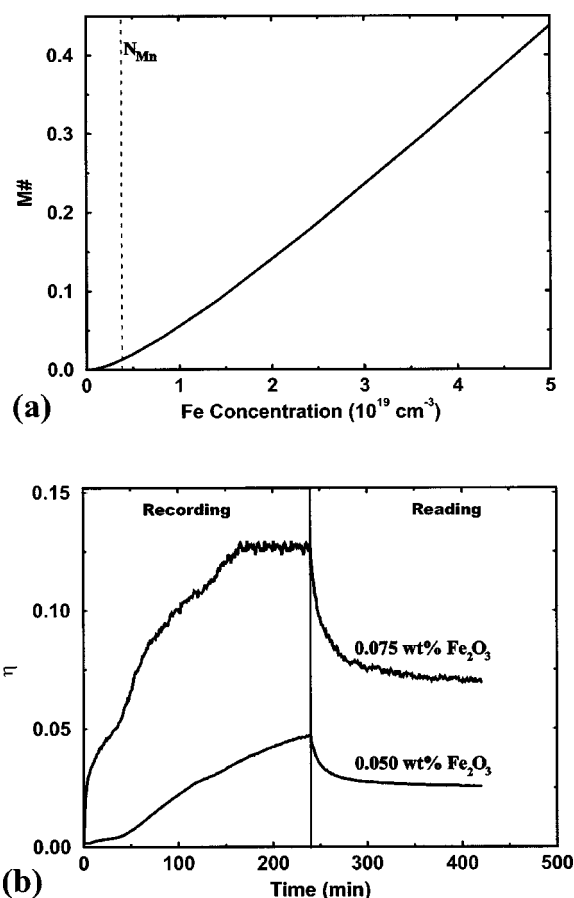 0.4
0.3
0.2
0.1
0.0
M#
N_Mn
0 1 2 3 4 5
Fe Concentration (10^19 cm^-3)
(a)
0.15
0.10
0.05
0.00
η
Recording Reading
0.075 wt% Fe₂O₃
0.050 wt% Fe₂O₃
0 100 200 300 400 500
Time (min)
(b)